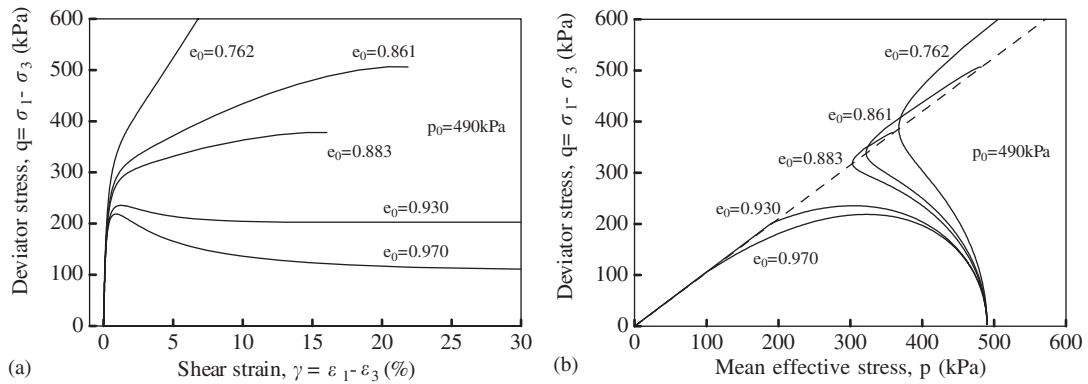 600
500
400
300
200
100
0
0
5
10
15
20
25
30
Deviator stress, q= σ₁- σ₃ (kPa)
Shear strain, γ = ε₁-ε₃(%)
e₀=0.762
e₀=0.861
p₀=490kPa
e₀=0.883
e₀=0.930
e₀=0.970
(a)
600
500
400
300
200
100
0
0
100
200
300
400
500
600
Deviator stress, q= σ₁- σ₃ (kPa)
Mean effective stress, p (kPa)
e₀=0.762
e₀=0.861
e₀=0.883
p₀=490kPa
e₀=0.930
e₀=0.970
(b)